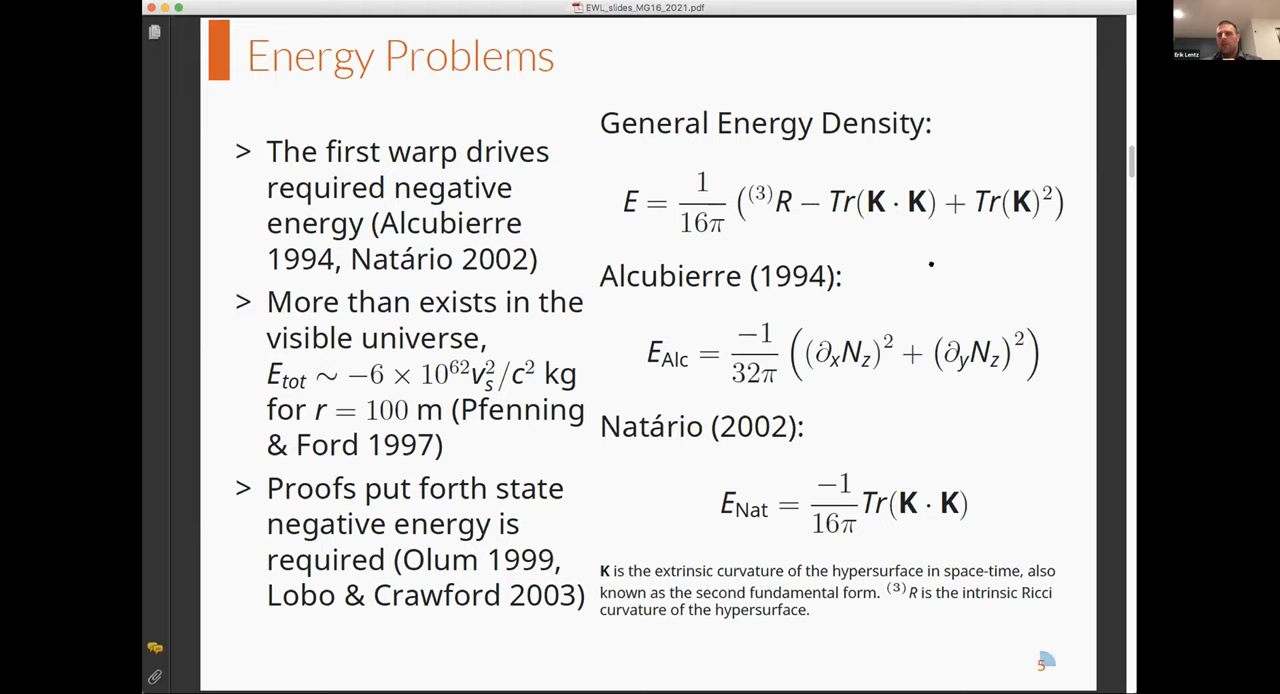 EWL_slides_MG16_2021.pdf
Erik Lentz
Energy Problems
> The first warp drives
required negative
energy (Alcubierre
1994, Natário 2002)
> More than exists in the
visible universe,
E_tot ∼ −6 × 10^62 v_s^2/c^2 kg
for r = 100 m (Pfenning
& Ford 1997)
> Proofs put forth state
negative energy is
required (Olum 1999,
Lobo & Crawford 2003)
General Energy Density:
E = 1/16π (^(3)R − Tr(K · K) + Tr(K)^2)
Alcubierre (1994):
E_Alc = −1/32π ((∂_x N_z)^2 + (∂_y N_z)^2)
Natário (2002):
E_Nat = −1/16π Tr(K · K)
K is the extrinsic curvature of the hypersurface in space-time, also
known as the second fundamental form. ^(3)R is the intrinsic Ricci
curvature of the hypersurface.
5